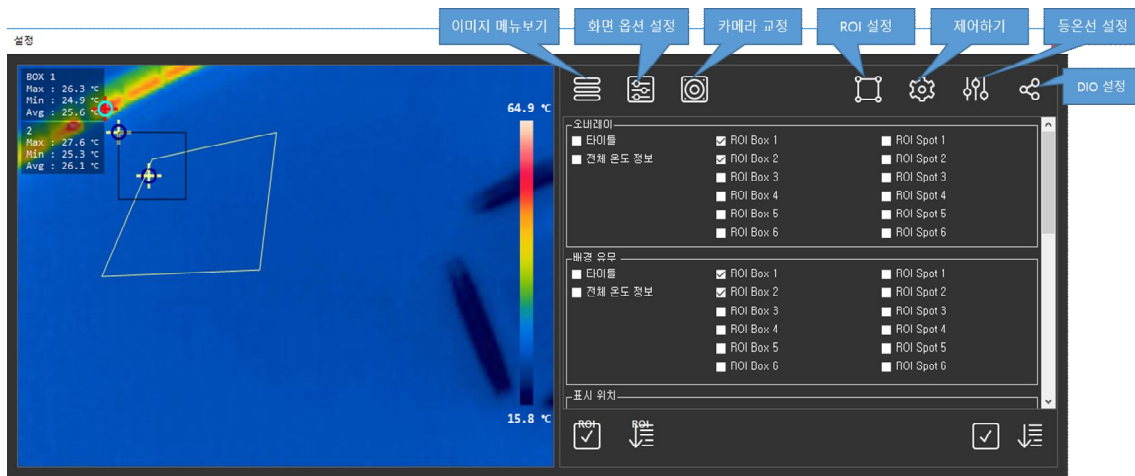 이미지 메뉴보기
화면 옵션 설정
카메라 교정
ROI 설정
제어하기
등온선 설정
설정
DIO 설정
BOX 1
Max : 26.3 ℃
Min : 24.9 ℃
Avg : 25.6 ℃
2
Max : 27.6 ℃
Min : 25.3 ℃
Avg : 26.1 ℃
64.9 ℃
15.8 ℃
오버레이
타이틀 ROI Box 1 ROI Spot 1
전체 온도 정보 ROI Box 2 ROI Spot 2
ROI Box 3 ROI Spot 3
ROI Box 4 ROI Spot 4
ROI Box 5 ROI Spot 5
ROI Box 6 ROI Spot 6
배경 유무
타이틀 ROI Box 1 ROI Spot 1
전체 온도 정보 ROI Box 2 ROI Spot 2
ROI Box 3 ROI Spot 3
ROI Box 4 ROI Spot 4
ROI Box 5 ROI Spot 5
ROI Box 6 ROI Spot 6
표시 위치
ROI ROI